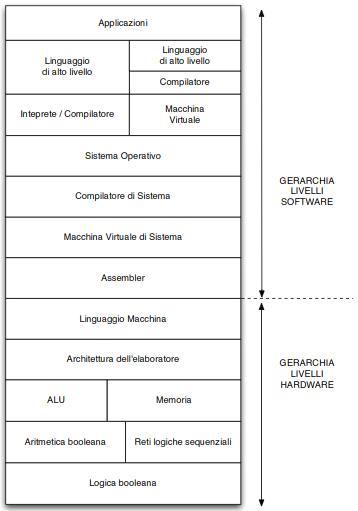 Applicazioni
Linguaggio
di alto livello
Linguaggio
di alto livello
Compilatore
Inteprete / Compilatore
Macchina
Virtuale
Sistema Operativo
Compilatore di Sistema
Macchina Virtuale di Sistema
Assembler
GERARCHIA
LIVELLI
SOFTWARE
Linguaggio Macchina
Architettura dell'elaboratore
ALU
Memoria
Aritmetica booleana
Reti logiche sequenziali
Logica booleana
GERARCHIA
LIVELLI
HARDWARE